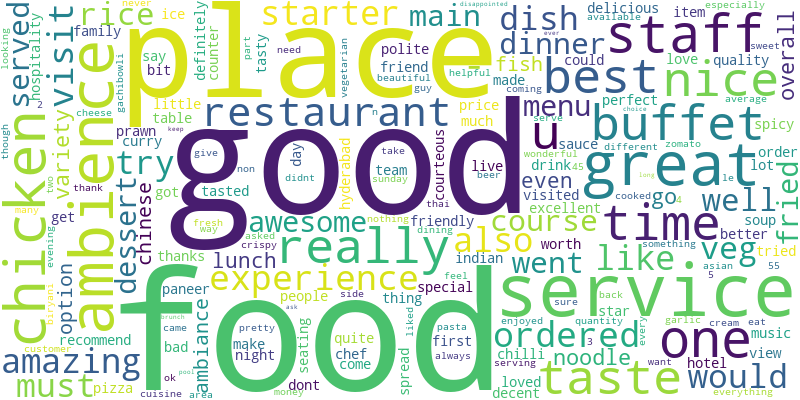 never
ice
rice
family
looking
served
hospitality
visit
2
though
chicken
ambience
variety
cheese
two
thank
many
get
evening
option
biryani
recommend
amazing
customer
must
pizza
place
say
bit
definitely
counter
part
tasty
need
vegetarian
friend
polite
beautiful
guy
starter
main
disappointed
ever
dish
dinner
fish
made
helpful
coming
available
delicious
especially
item
staff
could
love
quality
sweet
overall
gachibowli
little
table
prawn
curry
try
restaurant
price
much
n
best
nice
perfect
average
choice
menu
serve
buffet
spicy
different
zomato
order
lot
sauce
wonderful
u
good
keep
give
day
take
team
live
didnt
sunday
beer
non
hyderabad
courteous
thai
nothing
dessert
chinese
got
tasted
fresh
way
awesome
friendly
dining
even
drink
45
visited
excellent
great
long
cooked
le
go
4
well
soup
better
fried
tried
time
something
course
also
really
asked
crispy
thanks
lunch
indian
worth
went
like
veg
asian
5
55
experience
special
feel
paneer
ambiance
people
thing
side
service
sure
back
star
music
view
hotel
one
eat
cream
garlic
enjoyed
quantity
every
3
ordered
noodle
chilli
serving
loved
decent
taste
want
would
everything
food
brunch
came
bad
ok
cuisine
area
pool
pretty
make
night
ask
seating
quite
chef
come
dont
money
spread
liked
pasta
first
always